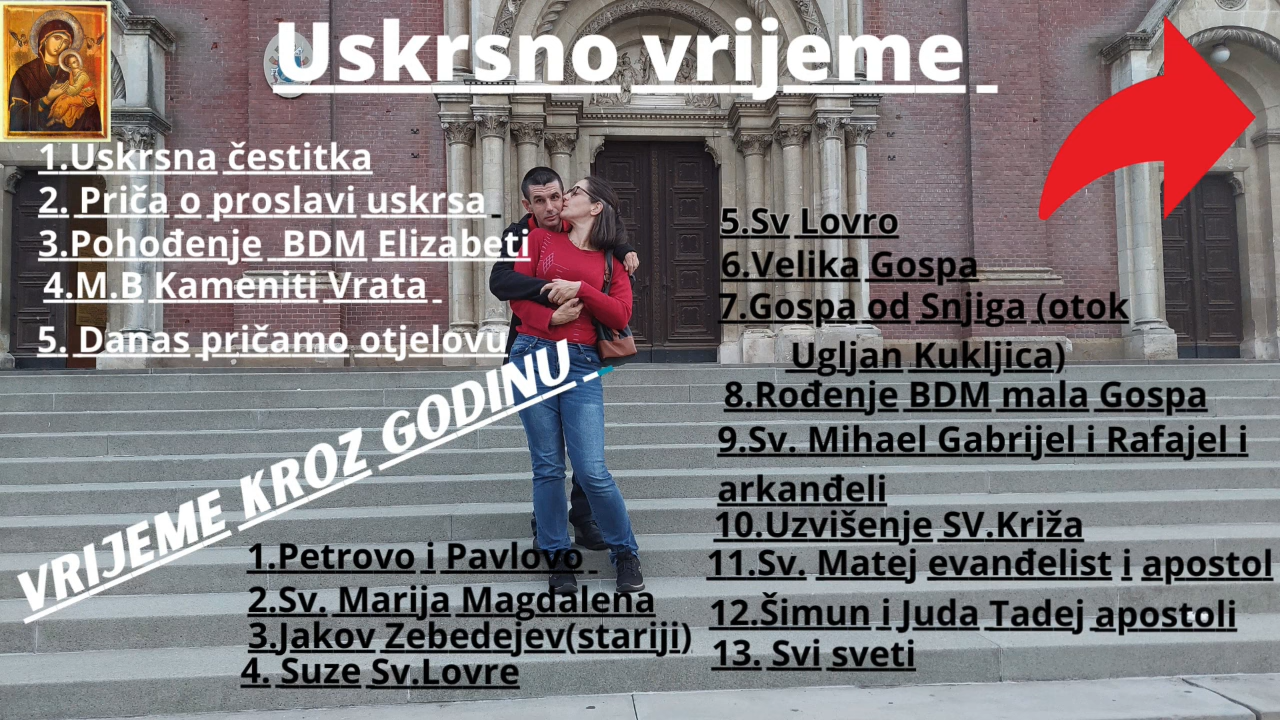 Uskrsno vrijeme
1.Uskrsna čestitka
2. Priča o proslavi uskrsa
3.Pohođenje BDM Elizabeti
4.M.B Kameniti Vrata
5. Danas pričamo otjelovu
VRIJEME KROZ GODINU -
1.Petrovo i Pavlovo
2.Sv. Marija Magdalena
3.Jakov Zebedejev(stariji)
4. Suze Sv.Lovre
5.Sv Lovro
6.Velika Gospa
7.Gospa od Snjiga (otok
Ugljan Kukljica)
8.Rođenje BDM mala Gospa
9.Sv. Mihael Gabrijel i Rafajel i
arkanđeli
10.Uzvišenje SV.Križa
11.Sv. Matej evanđelist i apostol
12.Šimun i Juda Tadej apostoli
13. Svi sveti